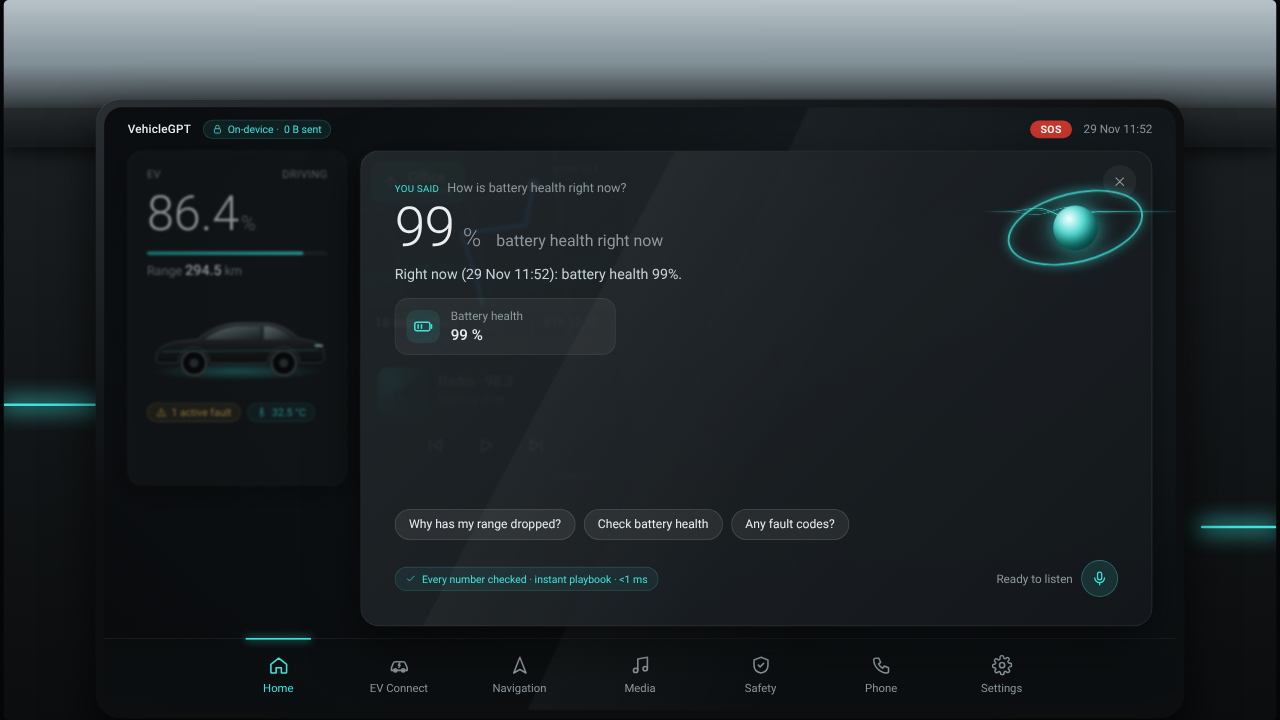 VehicleGPT
On-device · 0 B sent
SOS
29 Nov 11:52
EV
DRIVING
86.4%
Range 294.5 km
1 active fault
32.5 °C
YOU SAID How is battery health right now?
99 % battery health right now
Right now (29 Nov 11:52): battery health 99%.
Battery health
99 %
Why has my range dropped?
Check battery health
Any fault codes?
Every number checked · instant playbook · <1 ms
Ready to listen
Home
EV Connect
Navigation
Media
Safety
Phone
Settings